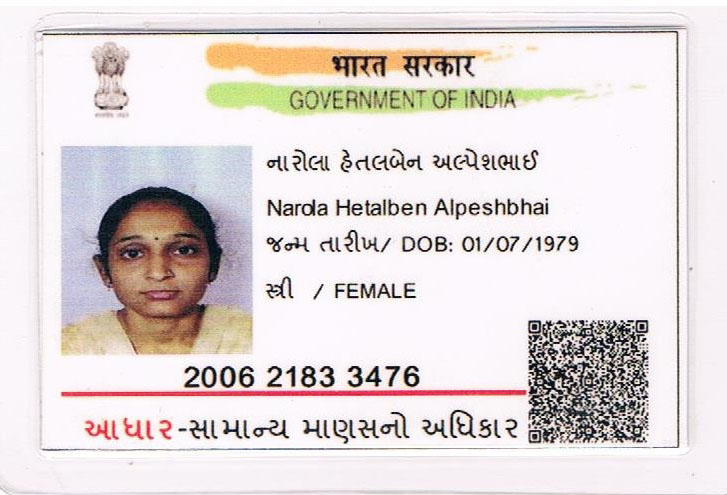 भारत सरकार
GOVERNMENT OF INDIA
નારોલા હેતલબેન અલ્પેશભાઈ
Narola Hetalben Alpeshbhai
જન્મ તારીખ/ DOB: 01/07/1979
સ્ત્રી / FEMALE
2006 2183 3476
આધાર-સામાન્ય માણસનો અધિકાર